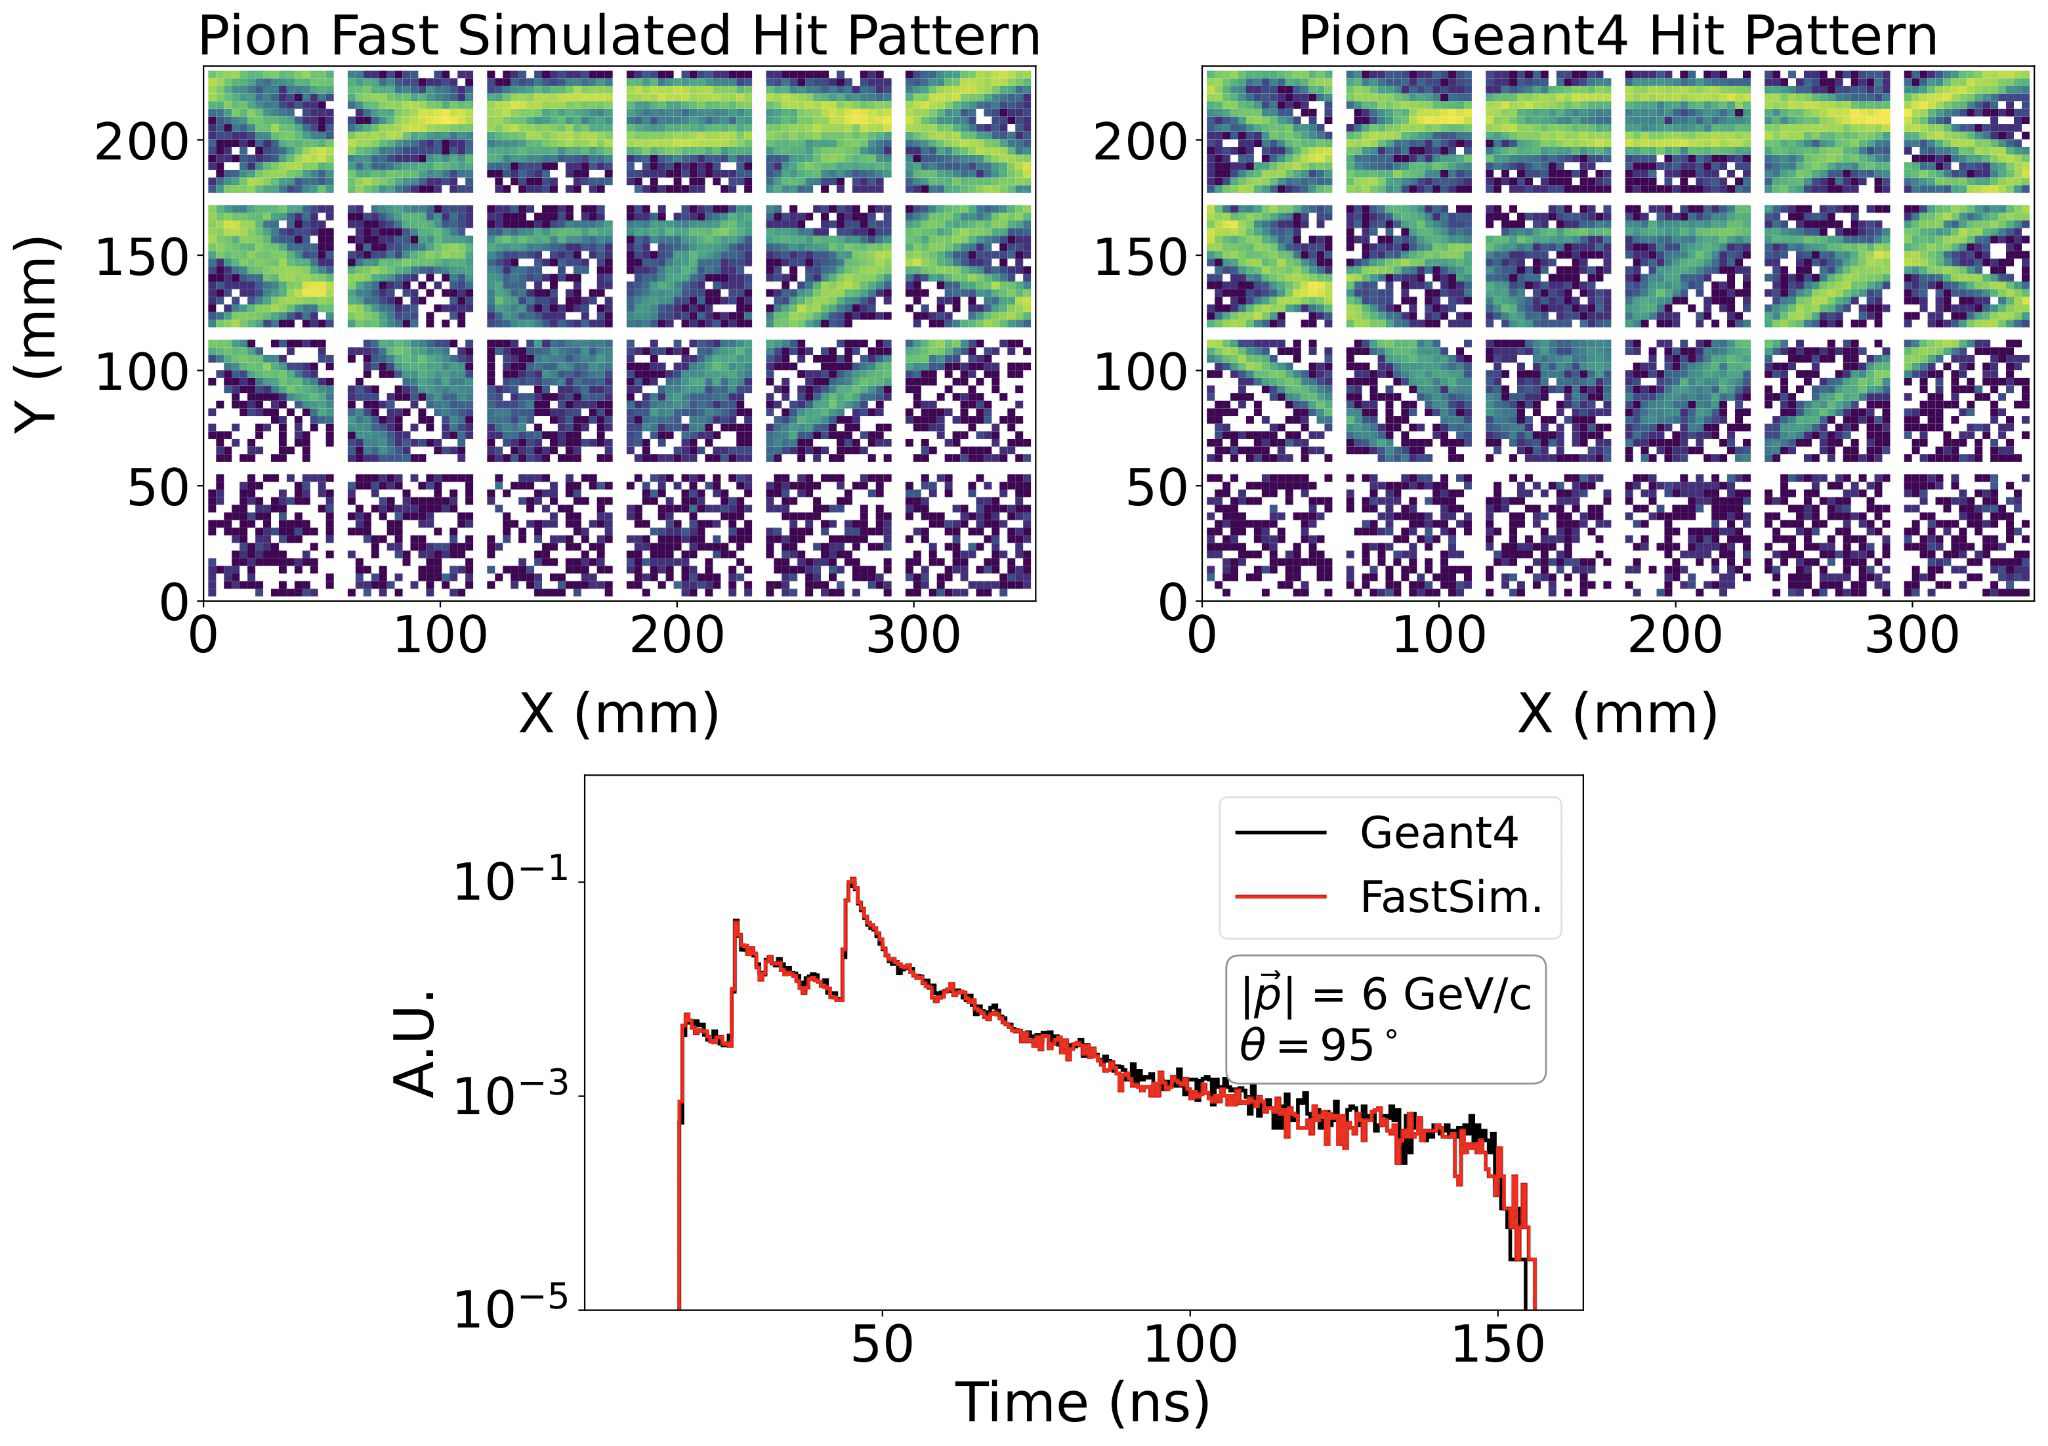 Pion Fast Simulated Hit Pattern
Y (mm)
200
150
100
50
0
0 100 200 300
X (mm)
Pion Geant4 Hit Pattern
200
150
100
50
0
0 100 200 300
X (mm)
A.U.
10⁻¹
10⁻³
10⁻⁵
Geant4
FastSim.
|p⃗| = 6 GeV/c
θ = 95°
50 100 150
Time (ns)